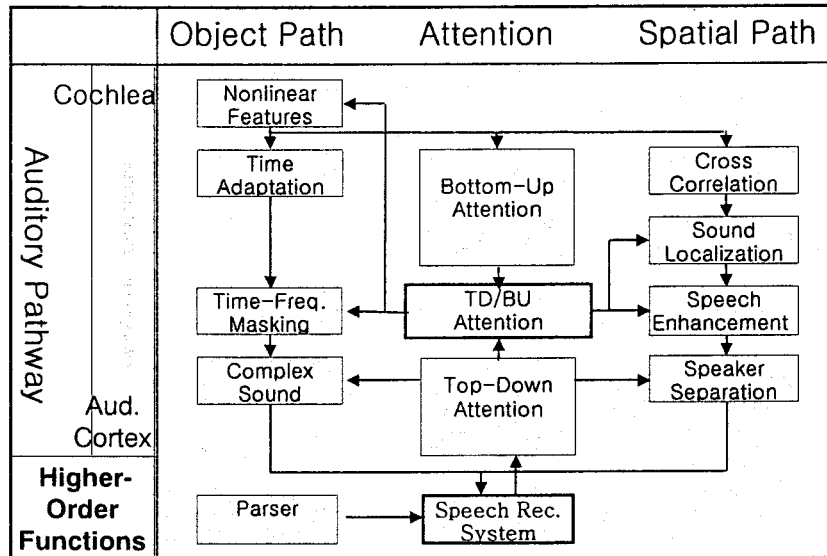 Object Path Attention Spatial Path
Auditory Pathway
Cochlea
Nonlinear
Features
Time
Adaptation
Bottom-Up
Attention
Cross
Correlation
Sound
Localization
Time-Freq.
Masking
TD/BU
Attention
Speech
Enhancement
Complex
Sound
Top-Down
Attention
Speaker
Separation
Aud.
Cortex
Higher-
Order
Functions
Parser
Speech Rec.
System